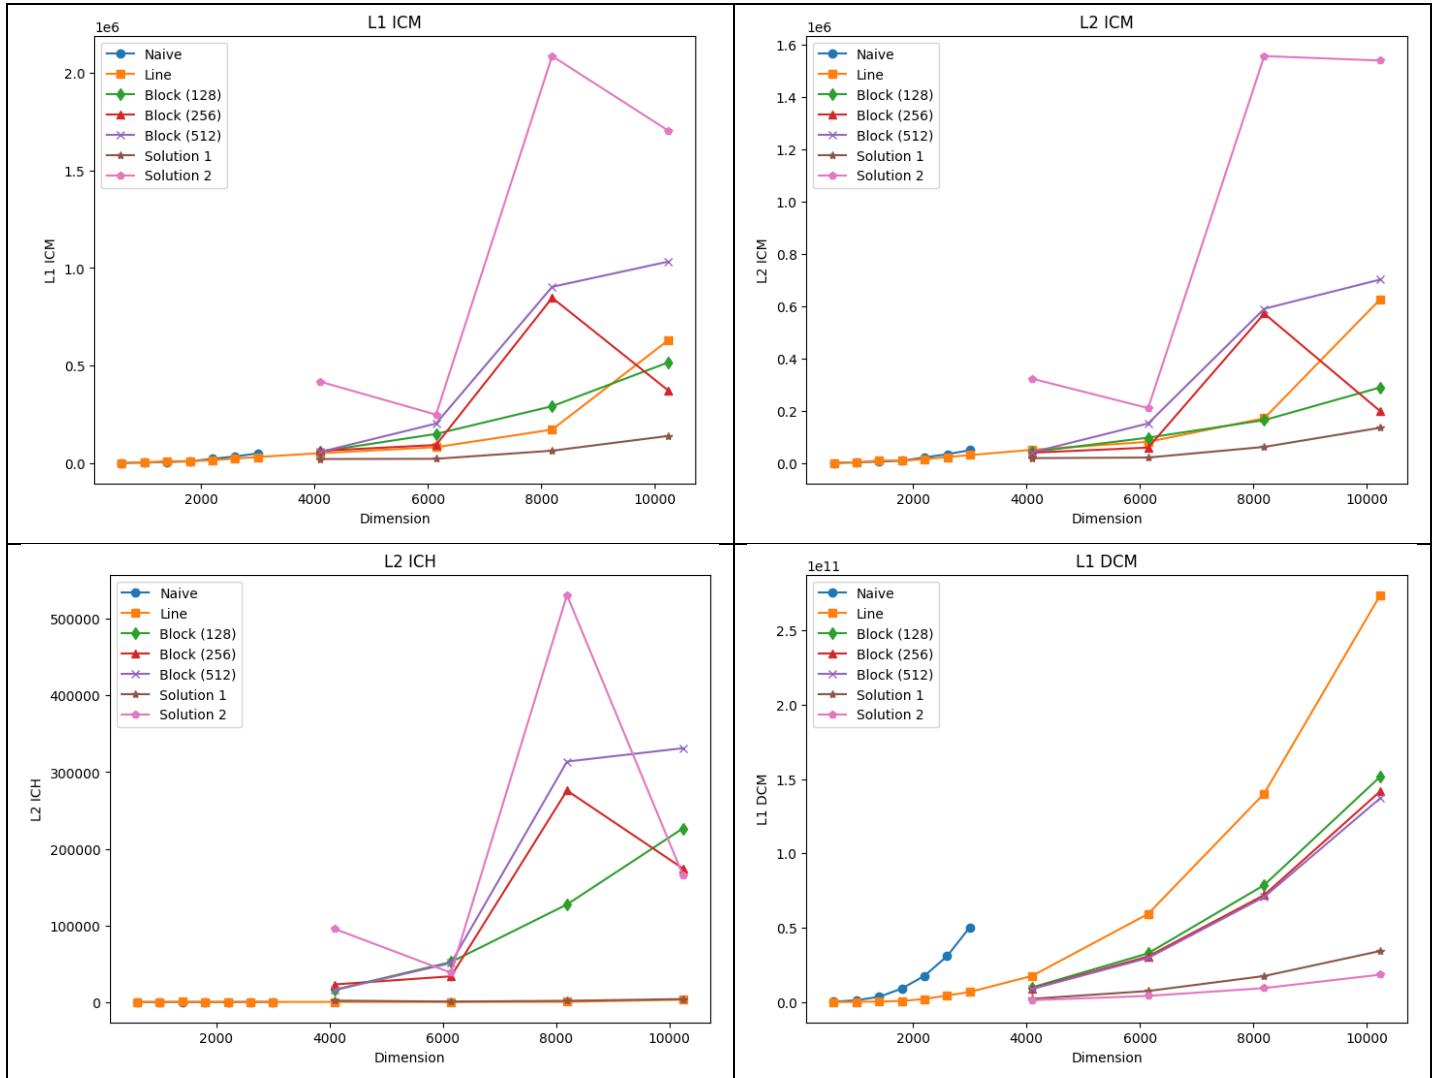 L1 ICM
1e6
Naive
Line
Block (128)
Block (256)
Block (512)
Solution 1
Solution 2
2.0
1.5
1.0
0.5
0.0
L1 ICM
2000 4000 6000 8000 10000
Dimension
L2 ICM
1e6
Naive
Line
Block (128)
Block (256)
Block (512)
Solution 1
Solution 2
1.6
1.4
1.2
1.0
0.8
0.6
0.4
0.2
0.0
L2 ICM
2000 4000 6000 8000 10000
Dimension
L2 ICH
Naive
Line
Block (128)
Block (256)
Block (512)
Solution 1
Solution 2
500000
400000
300000
200000
100000
0
L2 ICH
2000 4000 6000 8000 10000
Dimension
L1 DCM
1e11
Naive
Line
Block (128)
Block (256)
Block (512)
Solution 1
Solution 2
2.5
2.0
1.5
1.0
0.5
0.0
L1 DCM
2000 4000 6000 8000 10000
Dimension